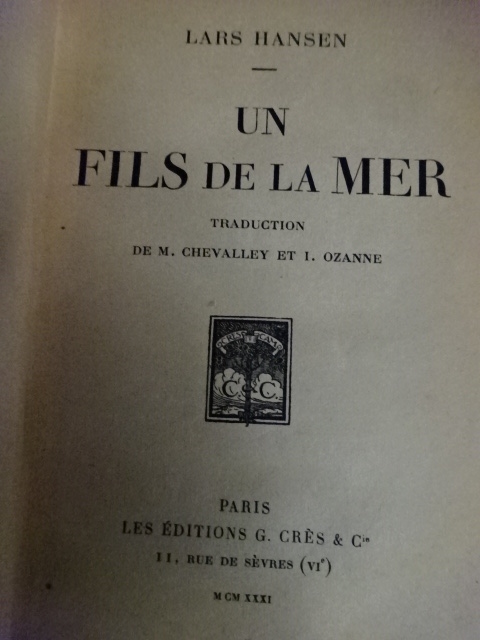 LARS HANSEN
UN
FILS DE LA MER
TRADUCTION
DE M. CHEVALLEY ET I. OZANNE
C. & C.
PARIS
LES ÉDITIONS G. CRÈS & Cie
11, RUE DE SÈVRES (VIe)
MCMXXXI